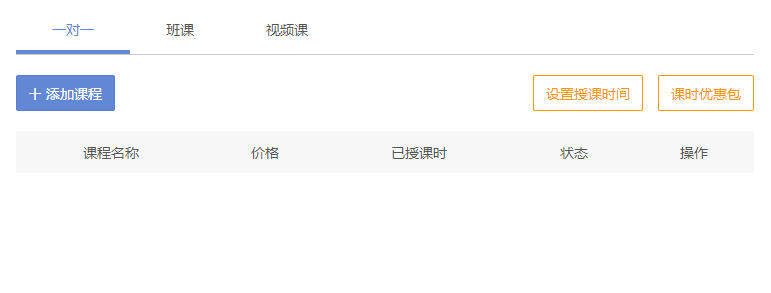 一对一 班课 视频课
+ 添加课程 设置授课时间 课时优惠包
课程名称 价格 已授课时 状态 操作